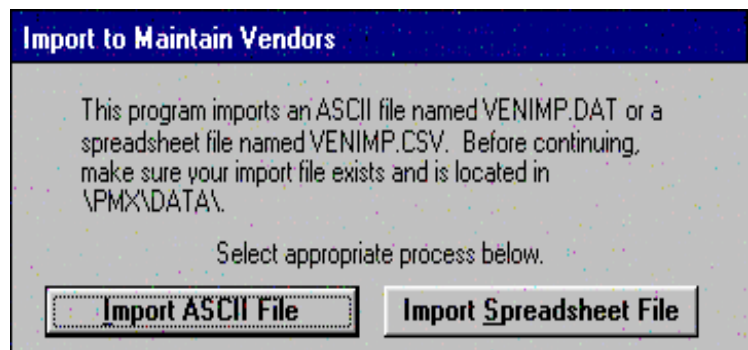 Import to Maintain Vendors
This program imports an ASCII file named VENIMP.DAT or a
spreadsheet file named VENIMP.CSV. Before continuing,
make sure your import file exists and is located in
\PMX\DATA\.
Select appropriate process below.
Import ASCII File
Import Spreadsheet File